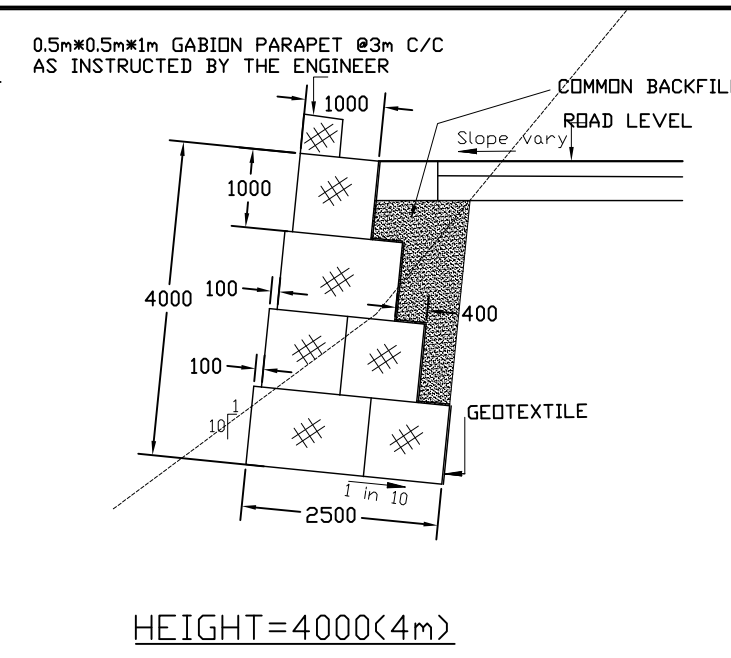 0.5m*0.5m*1m GABION PARAPET @3m C/C
AS INSTRUCTED BY THE ENGINEER
1000
COMMON BACKFILL
ROAD LEVEL
Slope vary
1000
4000
100
400
100
1
10
GEOTEXTILE
1 in 10
2500
HEIGHT=4000(4m)